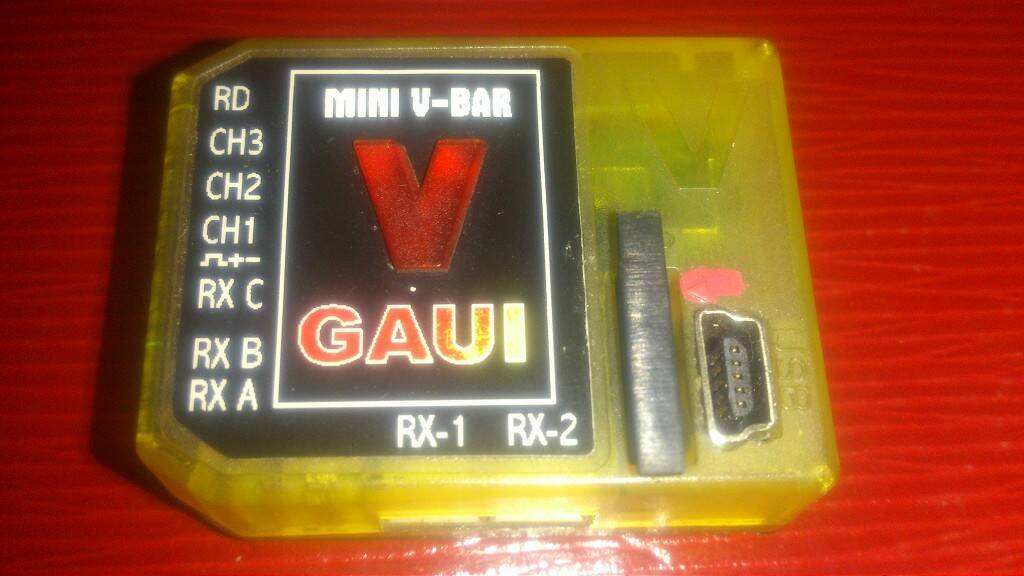 MINI V-BAR
V
GAUI
RD
CH3
CH2
CH1
RX C
RX B
RX A
RX-1 RX-2
V
USB